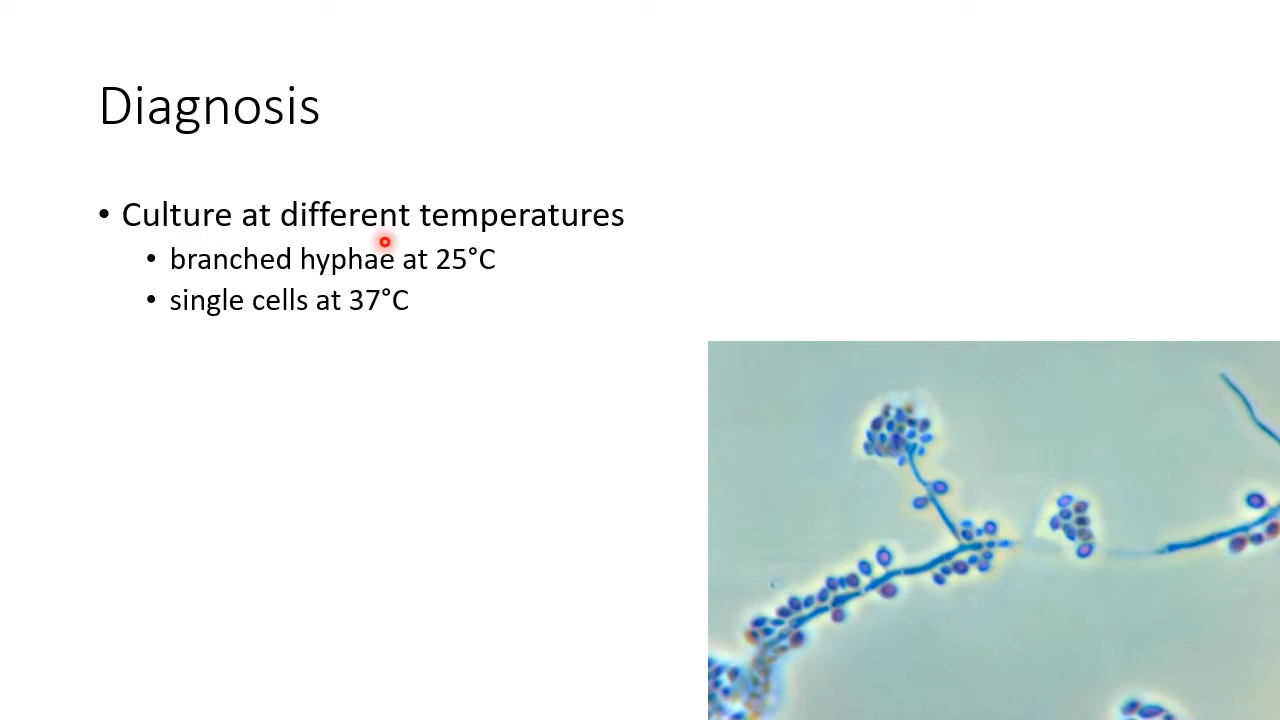 Diagnosis
• Culture at different temperatures
• branched hyphae at 25°C
• single cells at 37°C